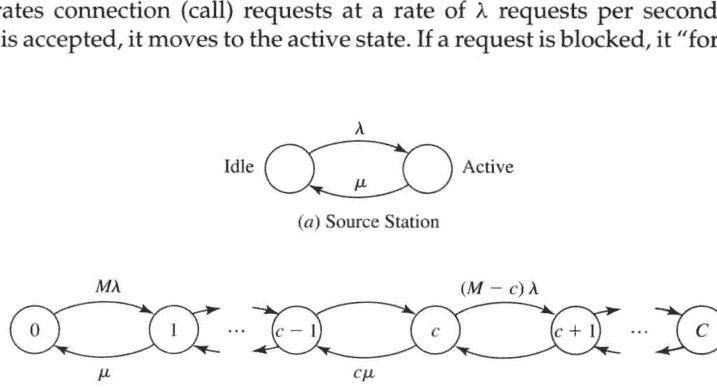 rates connection (call) requests at a rate of λ requests per second
is accepted, it moves to the active state. If a request is blocked, it “for
λ
Idle
Active
μ
(a) Source Station
Mλ
(M − c) λ
0
1
...
c − 1
c
c + 1
...
C
μ
cμ